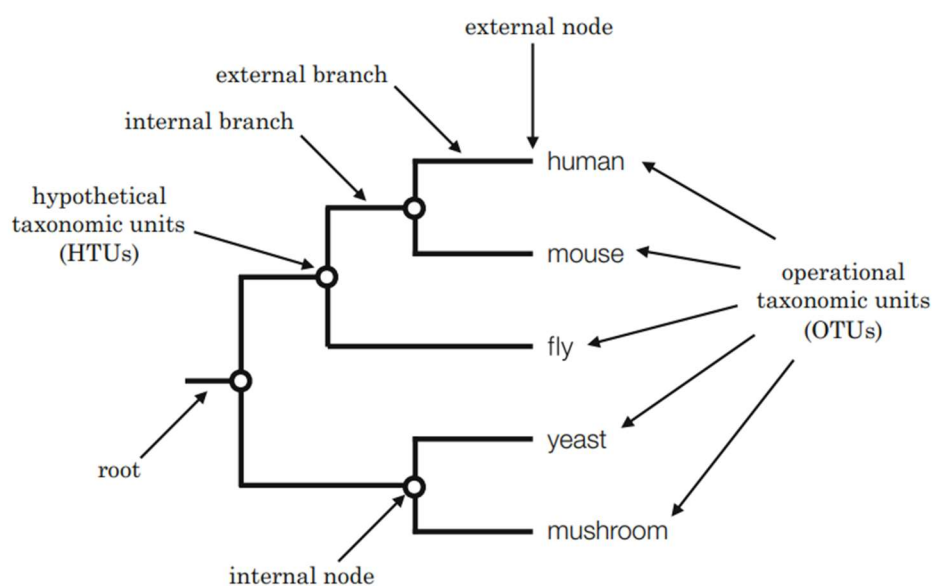 external node
external branch
internal branch
human
hypothetical
taxonomic units
(HTUs)
mouse
operational
taxonomic units
(OTUs)
fly
yeast
root
mushroom
internal node